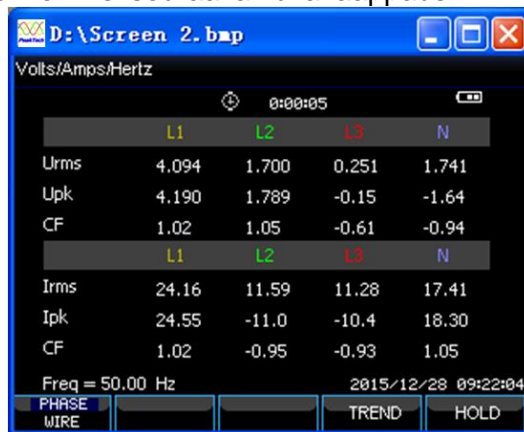 D:\Screen 2.bmp
Volts/Amps/Hertz
0:00:05
L1 L2 L3 N
Urms 4.094 1.700 0.251 1.741
Upk 4.190 1.789 -0.15 -1.64
CF 1.02 1.05 -0.61 -0.94
L1 L2 L3 N
Irms 24.16 11.59 11.28 17.41
Ipk 24.55 -11.0 -10.4 18.30
CF 1.02 -0.95 -0.93 1.05
Freq = 50.00 Hz 2015/12/28 09:22:04
PHASE
WIRE TREND HOLD